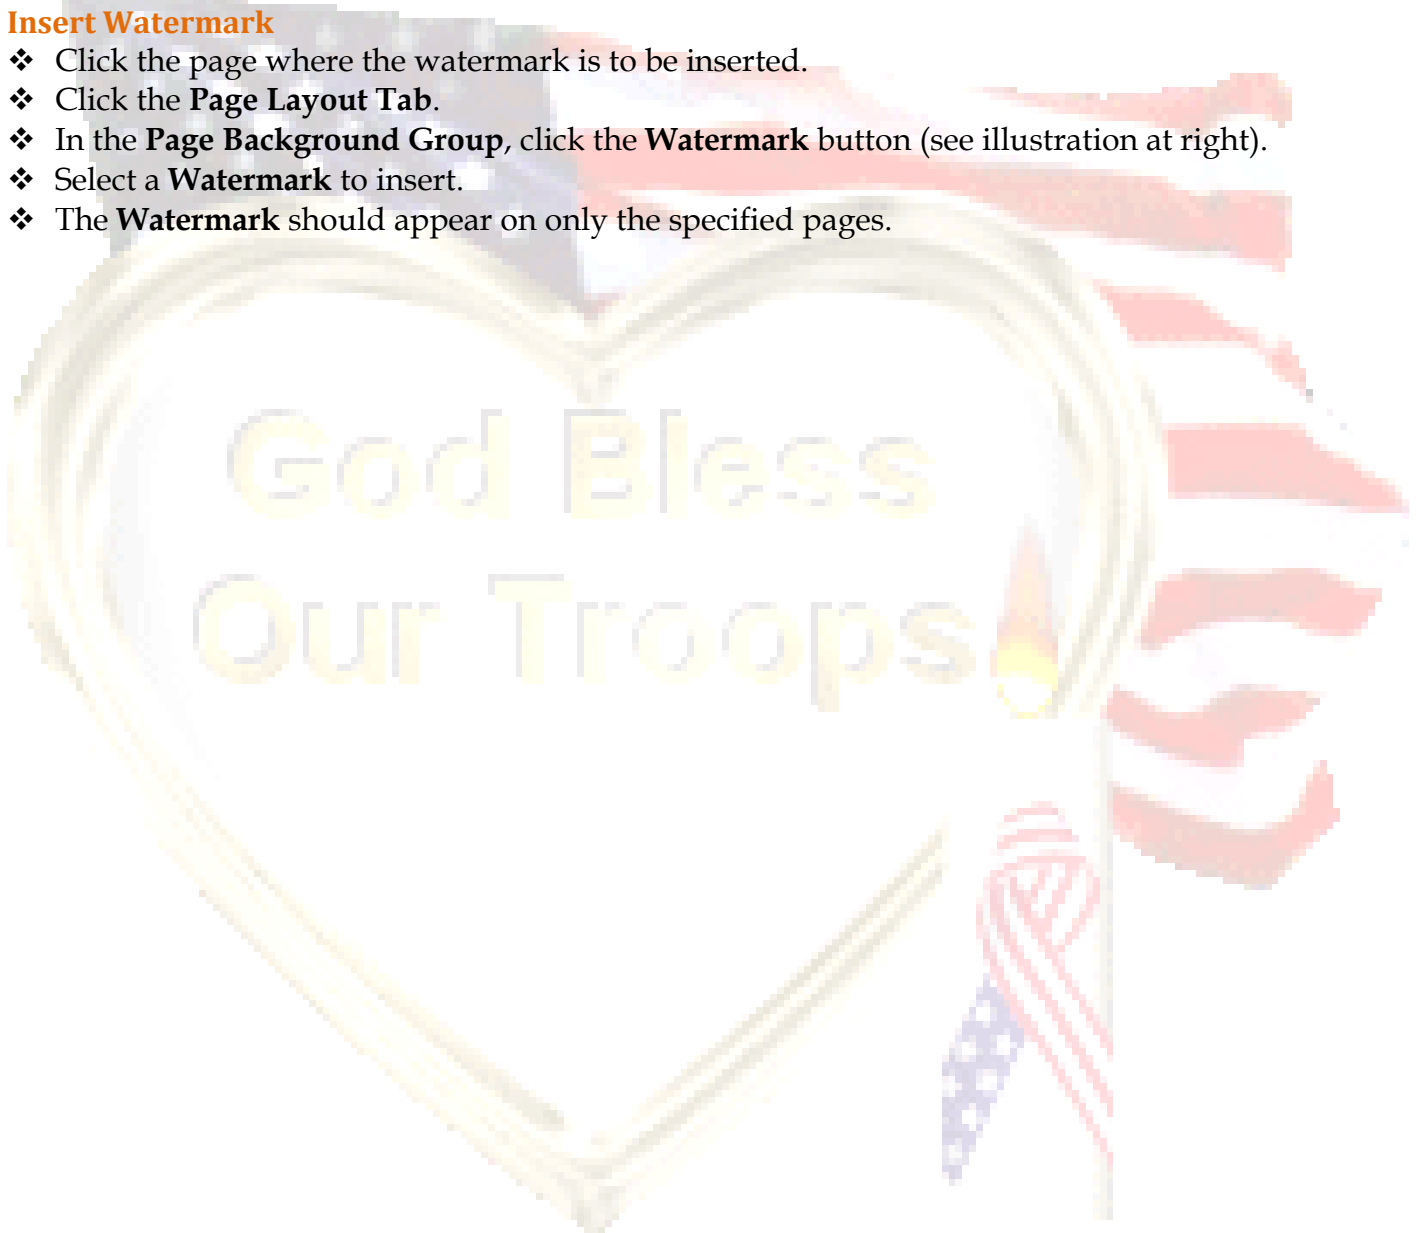 Insert Watermark
❖ Click the page where the watermark is to be inserted.
❖ Click the Page Layout Tab.
❖ In the Page Background Group, click the Watermark button (see illustration at right).
❖ Select a Watermark to insert.
❖ The Watermark should appear on only the specified pages.
God Bless
Our Troops